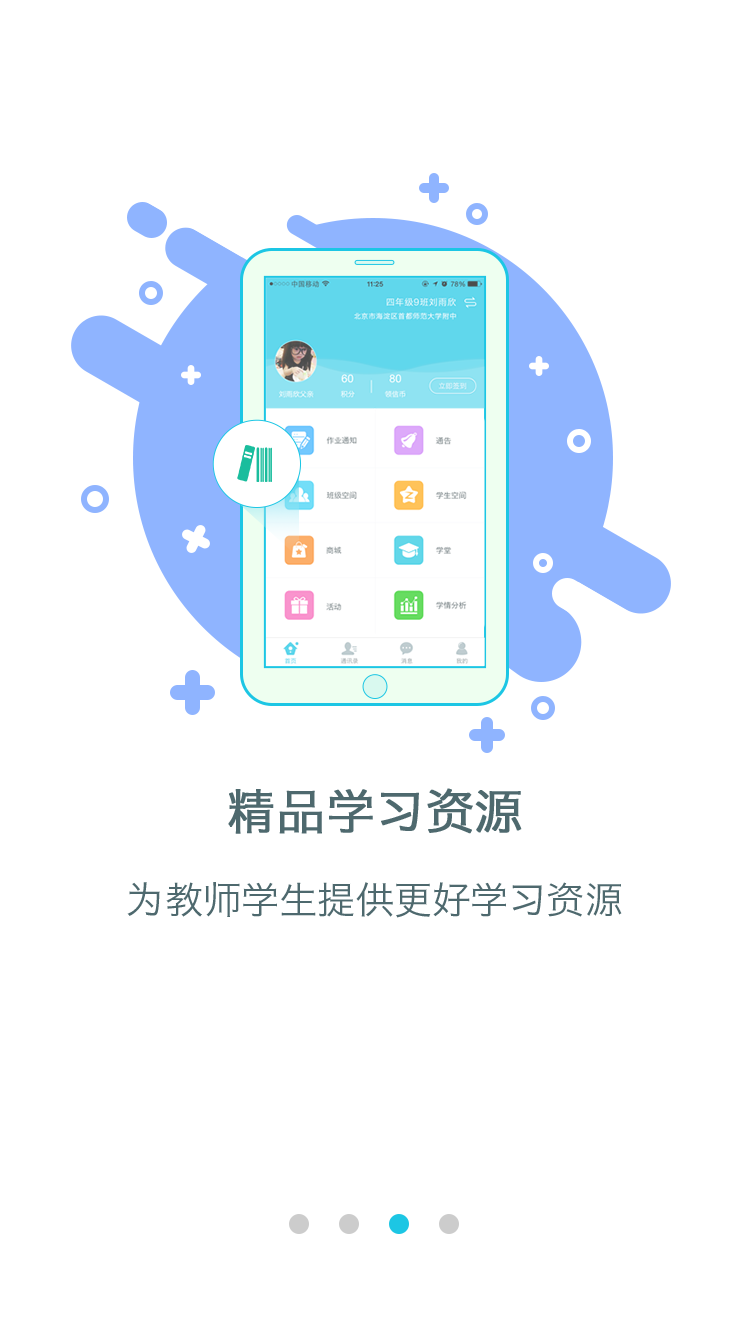 中国移动 11:25 78%
四年级9班刘雨欣
北京市海淀区首都师范大学附中
60 80
刘雨欣父亲 积分 领信币 立即签到
作业通知 通告
班级空间 学生空间
商城 学堂
活动 学情分析
首页 通讯录 消息 我的
精品学习资源
为教师学生提供更好学习资源